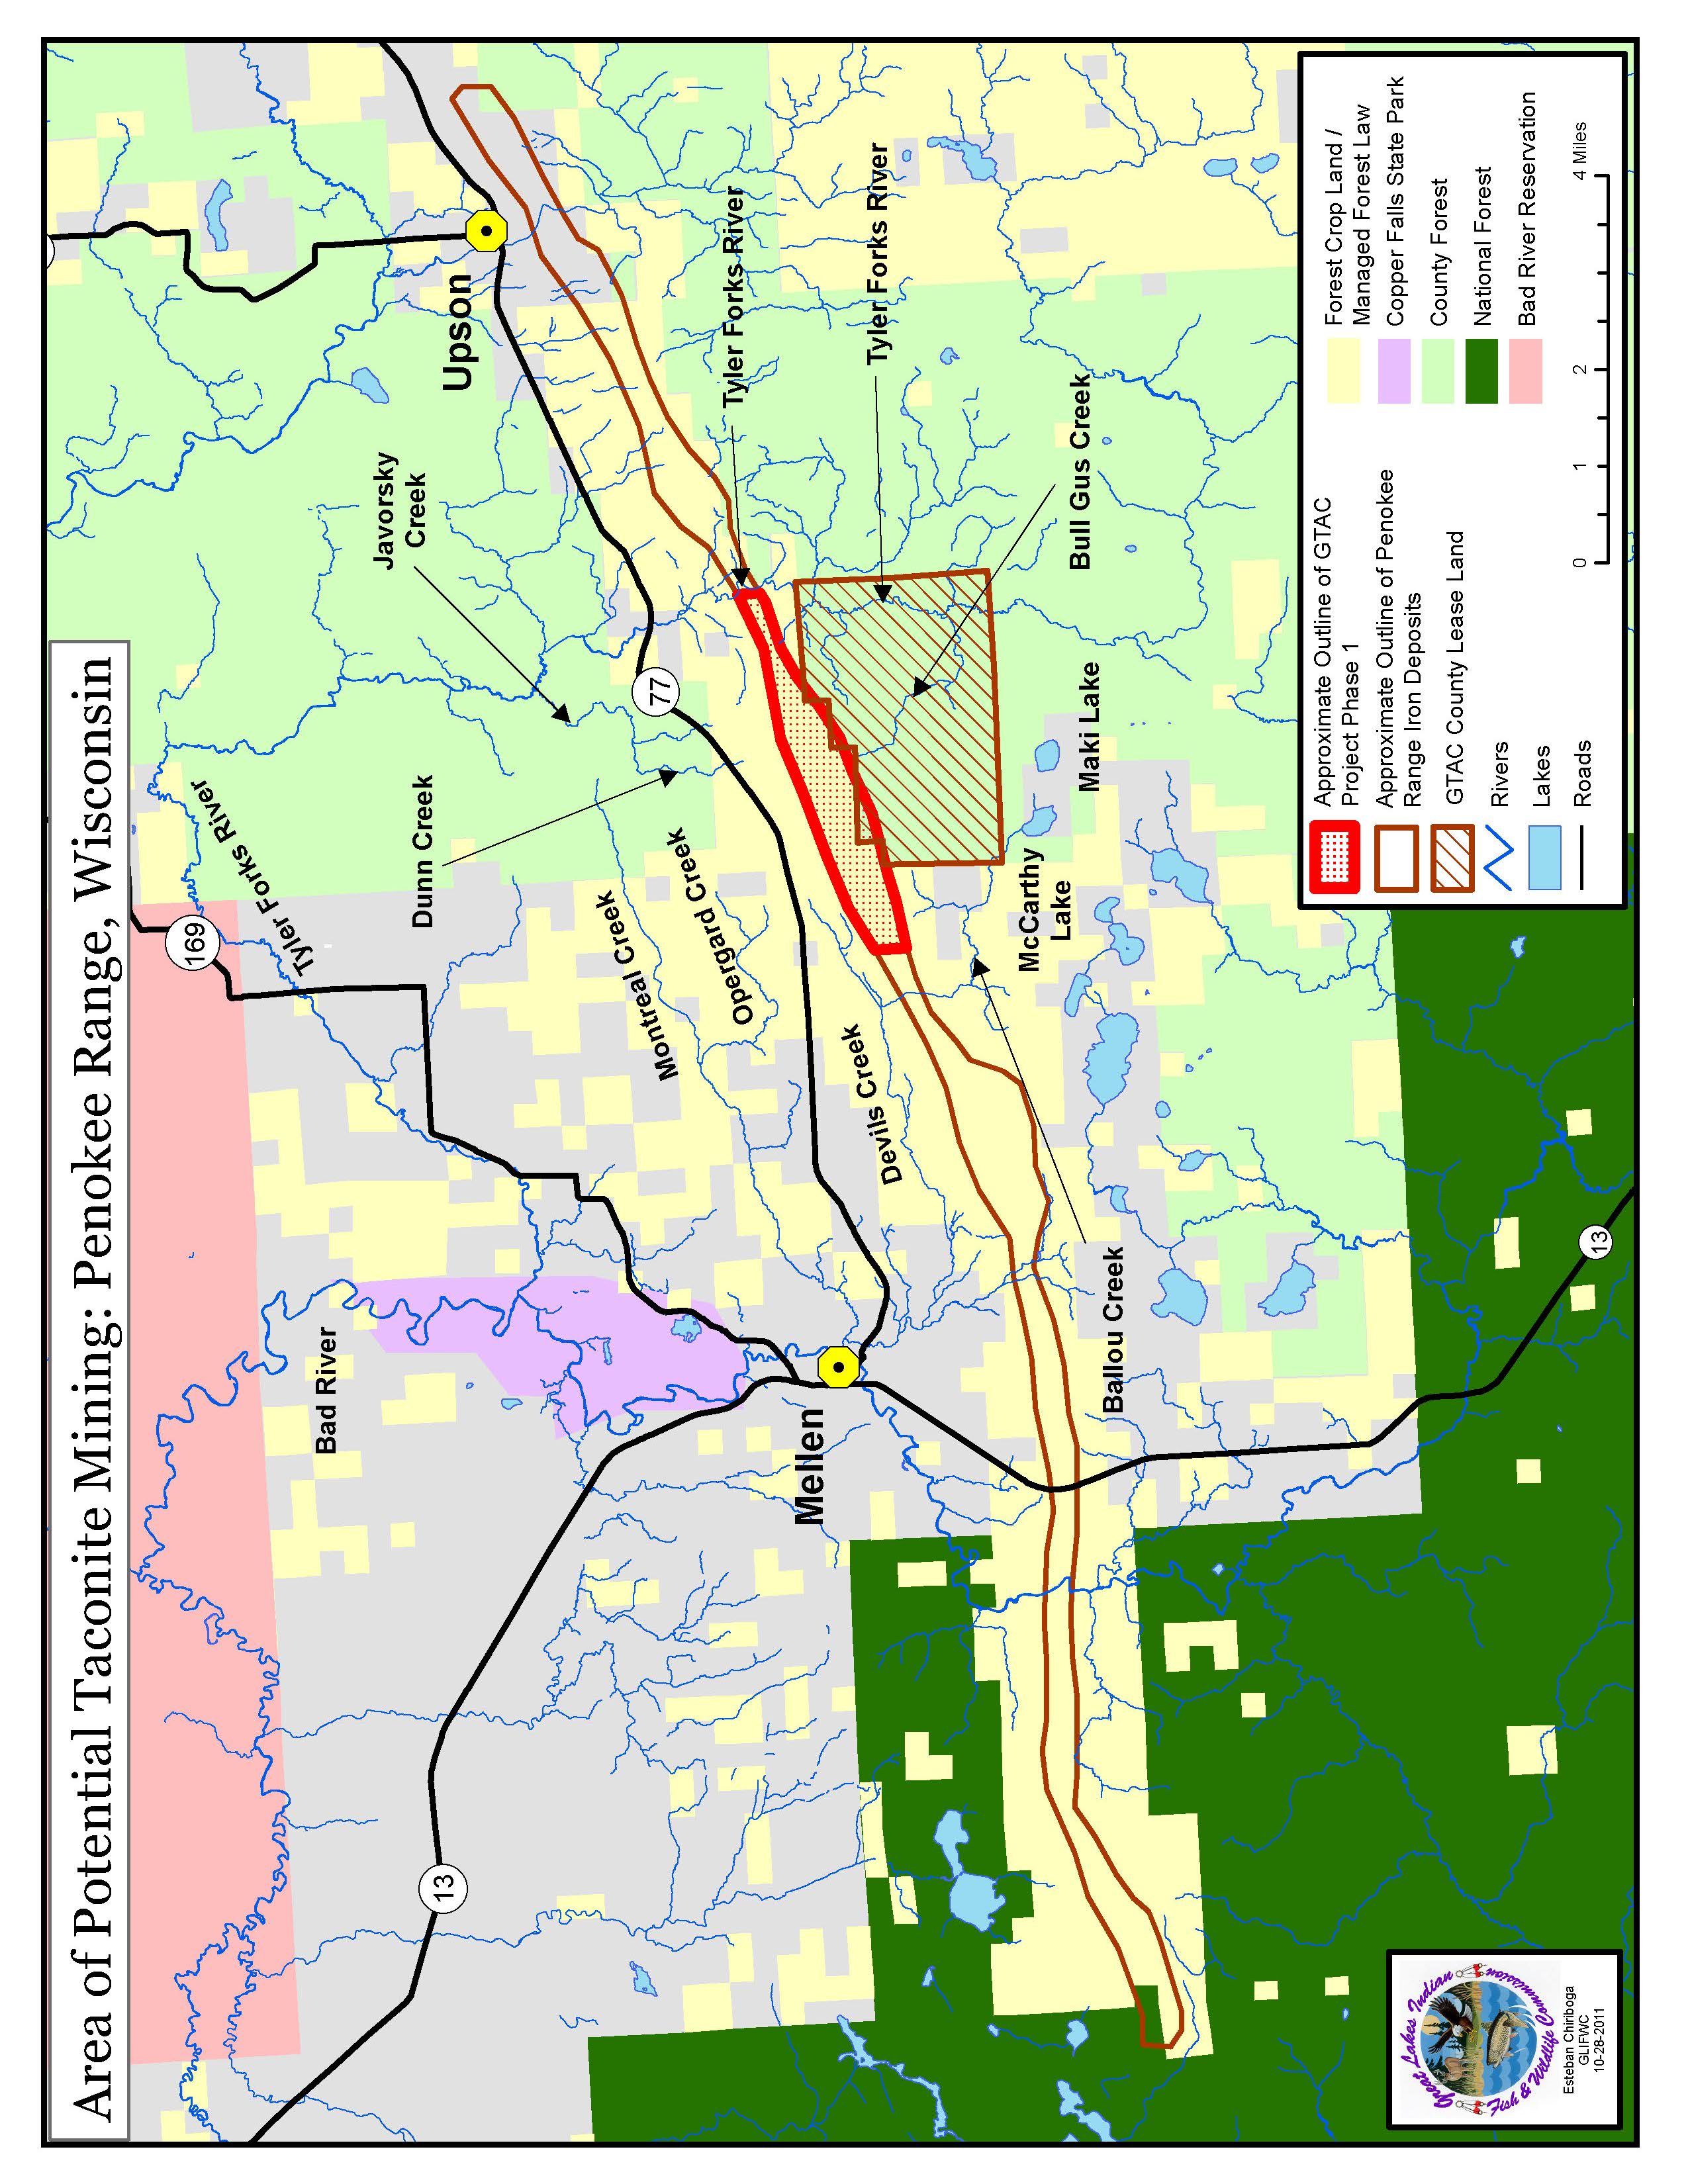 Area of Potential Taconite Mining: Penokee Range, Wisconsin
169
Tyler Forks River
Bad River
13
Dunn Creek
Javorsky
Creek
Upson
Montreal Creek
Opergard Creek
77
Tyler Forks River
Mellen
Devils Creek
Tyler Forks River
Ballou Creek
McCarthy
Lake
Maki Lake
Bull Gus Creek
13
Approximate Outline of GTAC
Project Phase 1
Approximate Outline of Penokee
Range Iron Deposits
GTAC County Lease Land
Rivers
Lakes
Roads
Forest Crop Land /
Managed Forest Law
Copper Falls State Park
County Forest
National Forest
Bad River Reservation
0 1 2 4 Miles
Great Lakes Indian
Fish & Wildlife Commission
Esteban Chiriboga
GLIFWC
10-28-2011